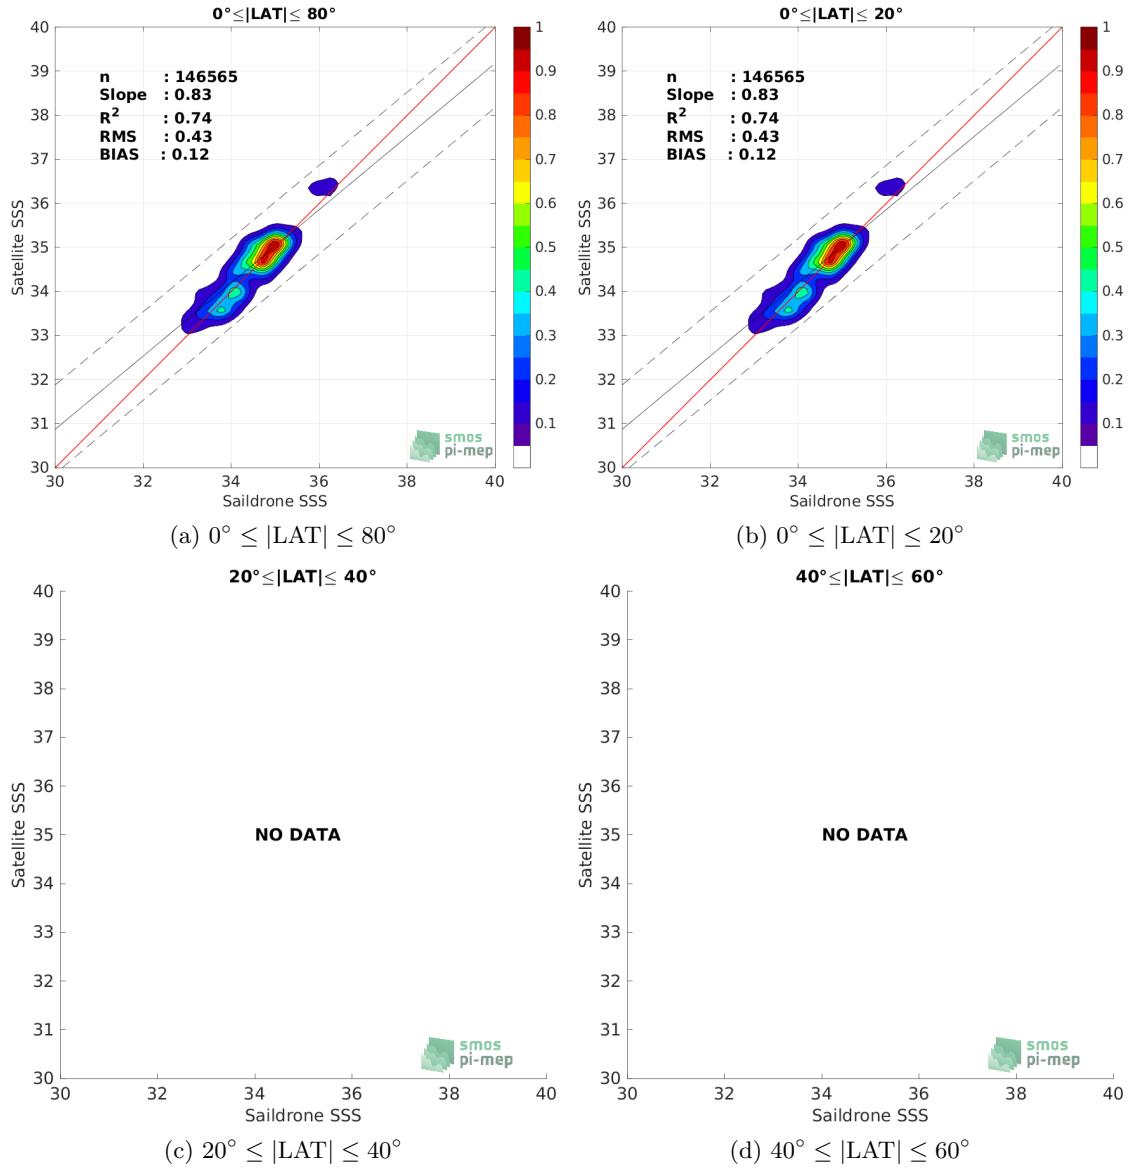 0°≤|LAT|≤ 80°
40
39
38
37
36
35
34
33
32
31
30
Satellite SSS
n : 146565
Slope : 0.83
R² : 0.74
RMS : 0.43
BIAS : 0.12
smos
pi-mep
30 32 34 36 38 40
Saildrone SSS
1
0.9
0.8
0.7
0.6
0.5
0.4
0.3
0.2
0.1
(a) 0° ≤ |LAT| ≤ 80°
0°≤|LAT|≤ 20°
40
39
38
37
36
35
34
33
32
31
30
Satellite SSS
n : 146565
Slope : 0.83
R² : 0.74
RMS : 0.43
BIAS : 0.12
smos
pi-mep
30 32 34 36 38 40
Saildrone SSS
1
0.9
0.8
0.7
0.6
0.5
0.4
0.3
0.2
0.1
(b) 0° ≤ |LAT| ≤ 20°
20°≤|LAT|≤ 40°
40
39
38
37
36
35
34
33
32
31
30
Satellite SSS
NO DATA
smos
pi-mep
30 32 34 36 38 40
Saildrone SSS
(c) 20° ≤ |LAT| ≤ 40°
40°≤|LAT|≤ 60°
40
39
38
37
36
35
34
33
32
31
30
Satellite SSS
NO DATA
smos
pi-mep
30 32 34 36 38 40
Saildrone SSS
(d) 40° ≤ |LAT| ≤ 60°